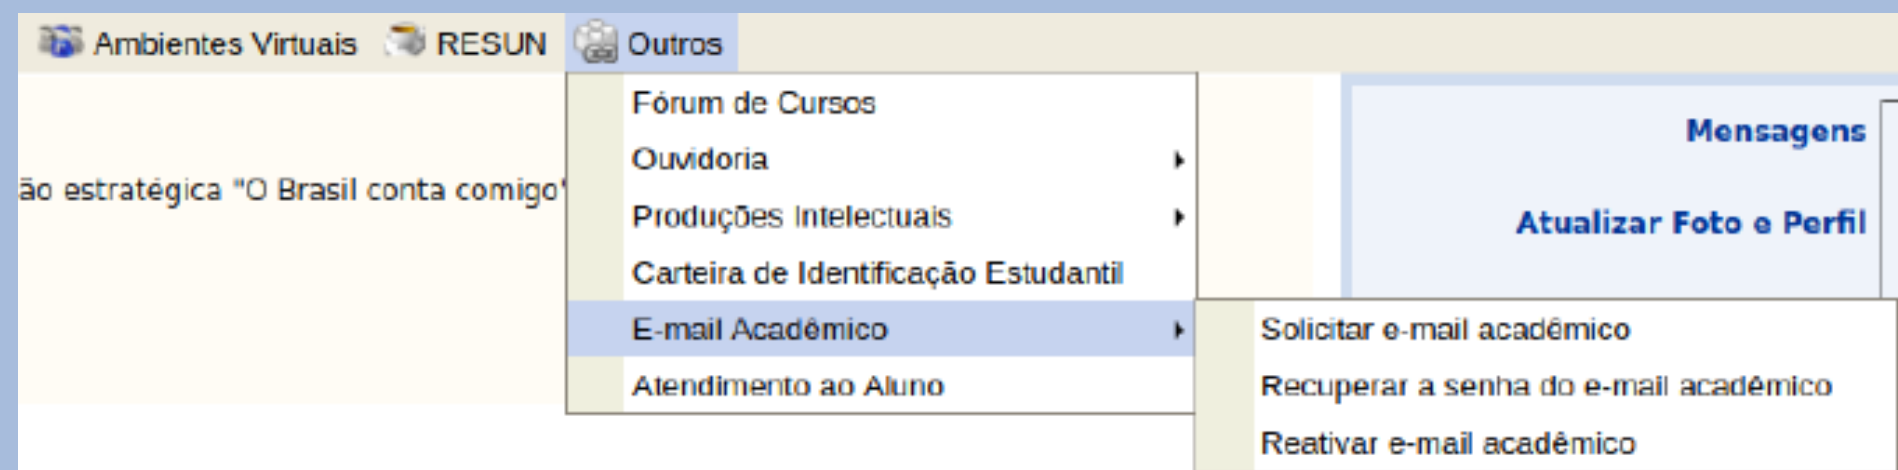 Ambientes Virtuais RESUN Outros
Fórum de Cursos
Ouvidoria
Produções Intelectuais
Carteira de Identificação Estudantil
E-mail Acadêmico
Atendimento ao Aluno
Solicitar e-mail acadêmico
Recuperar a senha do e-mail acadêmico
Reativar e-mail acadêmico
ão estratégica "O Brasil conta comigo"
Mensagens
Atualizar Foto e Perfil